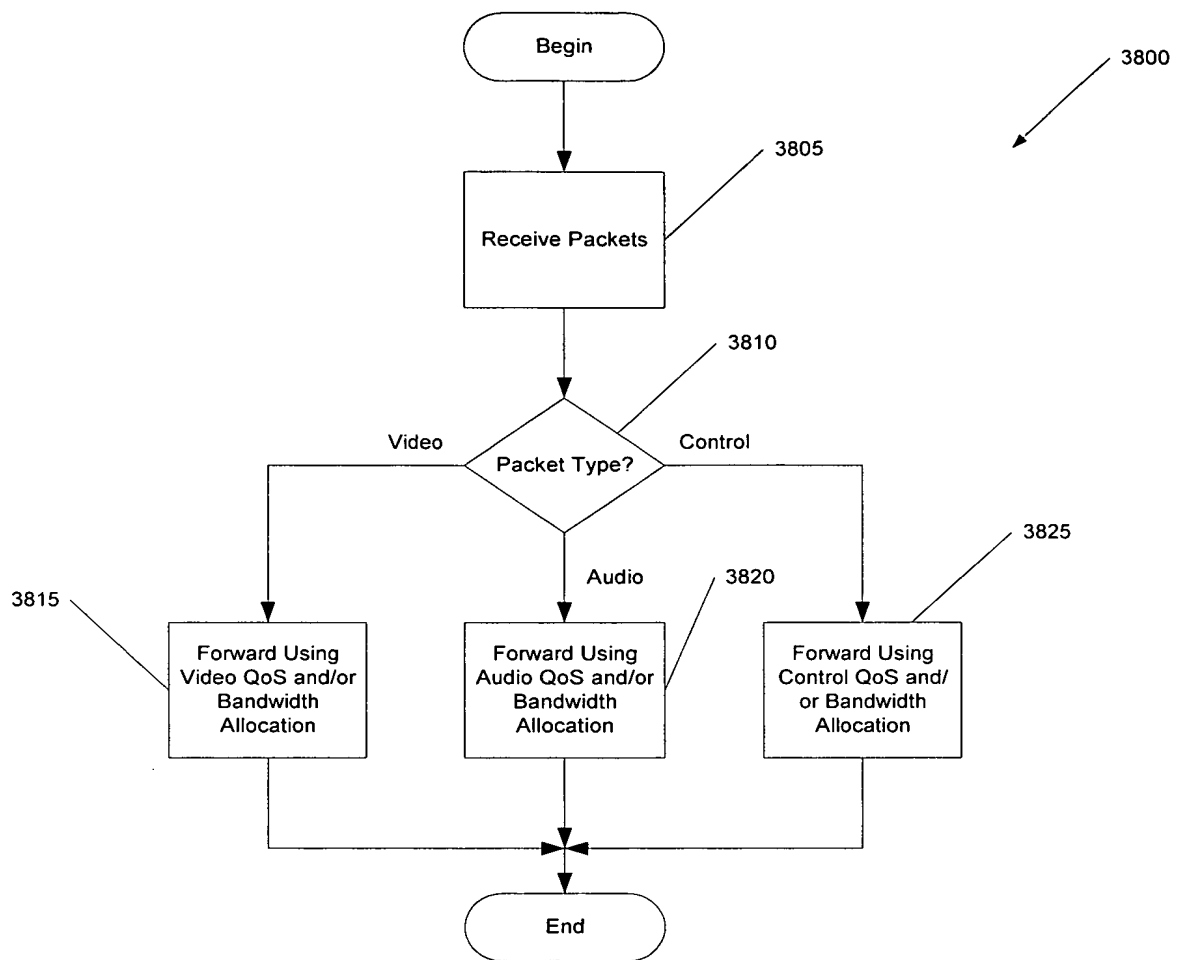 Begin
3800
3805
Receive Packets
3810
Video
Control
Packet Type?
3825
Audio
3820
3815
Forward Using
Video QoS and/or
Bandwidth
Allocation
Forward Using
Audio QoS and/or
Bandwidth
Allocation
Forward Using
Control QoS and/
or Bandwidth
Allocation
End